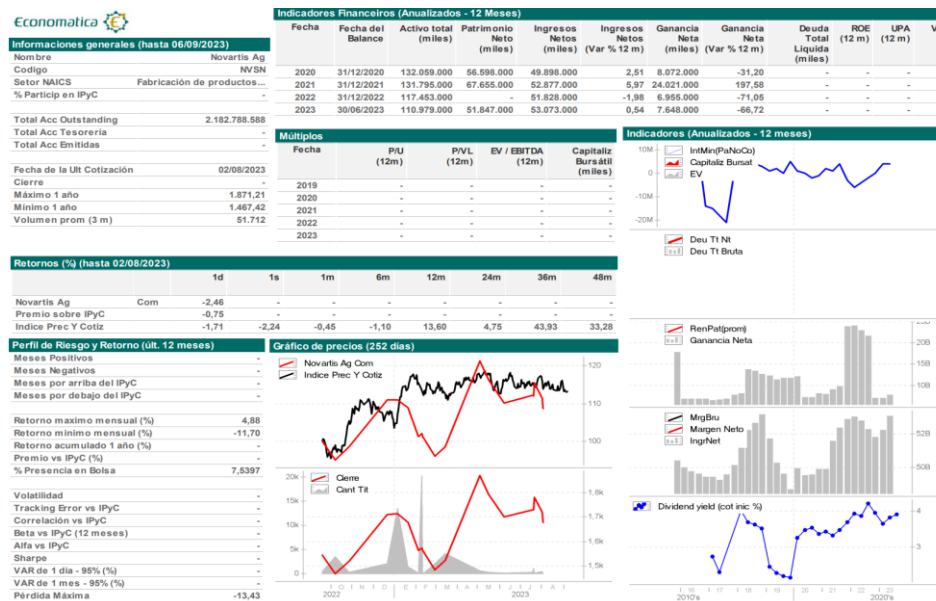 Economatica
Informaciones generales (hasta 06/09/2023)
Nombre Novartis Ag
Codigo NVSN
Setor NAICS Fabricación de productos...
% Particip en IPyC -
Total Acc Outstanding 2.182.788.588
Total Acc Tesorería -
Total Acc Emitidas -
Fecha de la Ult Cotización 02/08/2023
Cierre -
Máximo 1 año 1.871,21
Mínimo 1 año 1.467,42
Volumen prom (3 m) 51.712
Indicadores Financieros (Anualizados - 12 Meses)
Fecha Fecha del Balance Activo total (miles) Patrimonio Neto (miles) Ingresos Netos (miles) Ingresos Netos (Var % 12 m) Ganancia Neta (miles) Ganancia Neta (Var % 12 m) Deuda Total Liquida (miles) ROE (12 m) UPA (12 m) V
2020 31/12/2020 132.059.000 56.598.000 49.898.000 2,51 8.072.000 -31,20 - - -
2021 31/12/2021 131.795.000 67.655.000 52.877.000 5,97 24.021.000 197,58 - - -
2022 31/12/2022 117.453.000 - 51.828.000 -1,98 6.955.000 -71,05 - - -
2023 30/06/2023 110.979.000 51.847.000 53.073.000 0,54 7.648.000 -66,72 - - -
Múltiplos
Fecha P/U (12m) P/VL (12m) EV / EBITDA (12m) Capitaliz Bursátil (miles)
2019 - - - -
2020 - - - -
2021 - - - -
2022 - - - -
2023 - - - -
Indicadores (Anualizados - 12 meses)
IntMin(PaNoCo)
Capitaliz Bursat
EV
10M
0
-10M
-20M
Deu Tt Nt
Deu Tt Bruta
RenPat(prom)
Ganancia Neta
20B
15B
10B
MrgBru
Margen Neto
IngrNet
52B
50B
Dividend yield (cot inic %)
4
3
16 17 18 19 20 21 22 23
2010's 2020's
Retornos (%) (hasta 02/08/2023)
1d 1s 1m 6m 12m 24m 36m 48m
Novartis Ag Com -2,46 - - - - - - -
Premio sobre IPyC -0,75 - - - - - - -
Indice Prec Y Cotiz -1,71 -2,24 -0,45 -1,10 13,60 4,75 43,93 33,28
Perfil de Riesgo y Retorno (últ. 12 meses)
Meses Positivos -
Meses Negativos -
Meses por arriba del IPyC -
Meses por debajo del IPyC -
Retorno maximo mensual (%) 4,88
Retorno minimo mensual (%) -11,70
Retorno acumulado 1 año (%) -
Premio vs IPyC (%) -
% Presencia en Bolsa 7,5397
Volatilidad -
Tracking Error vs IPyC -
Correlación vs IPyC -
Beta vs IPyC (12 meses) -
Alfa vs IPyC -
Sharpe -
VAR de 1 dia - 95% (%) -
VAR de 1 mes - 95% (%) -
Pérdida Máxima -13,43
Gráfico de precios (252 días)
Novartis Ag Com
Indice Prec Y Cotiz
120
110
100
Cierre
Cant Tit
20k
15k
10k
5k
0
1,8k
1,7k
1,6k
1,5k
O N D E F M A M J J A S
2022 2023